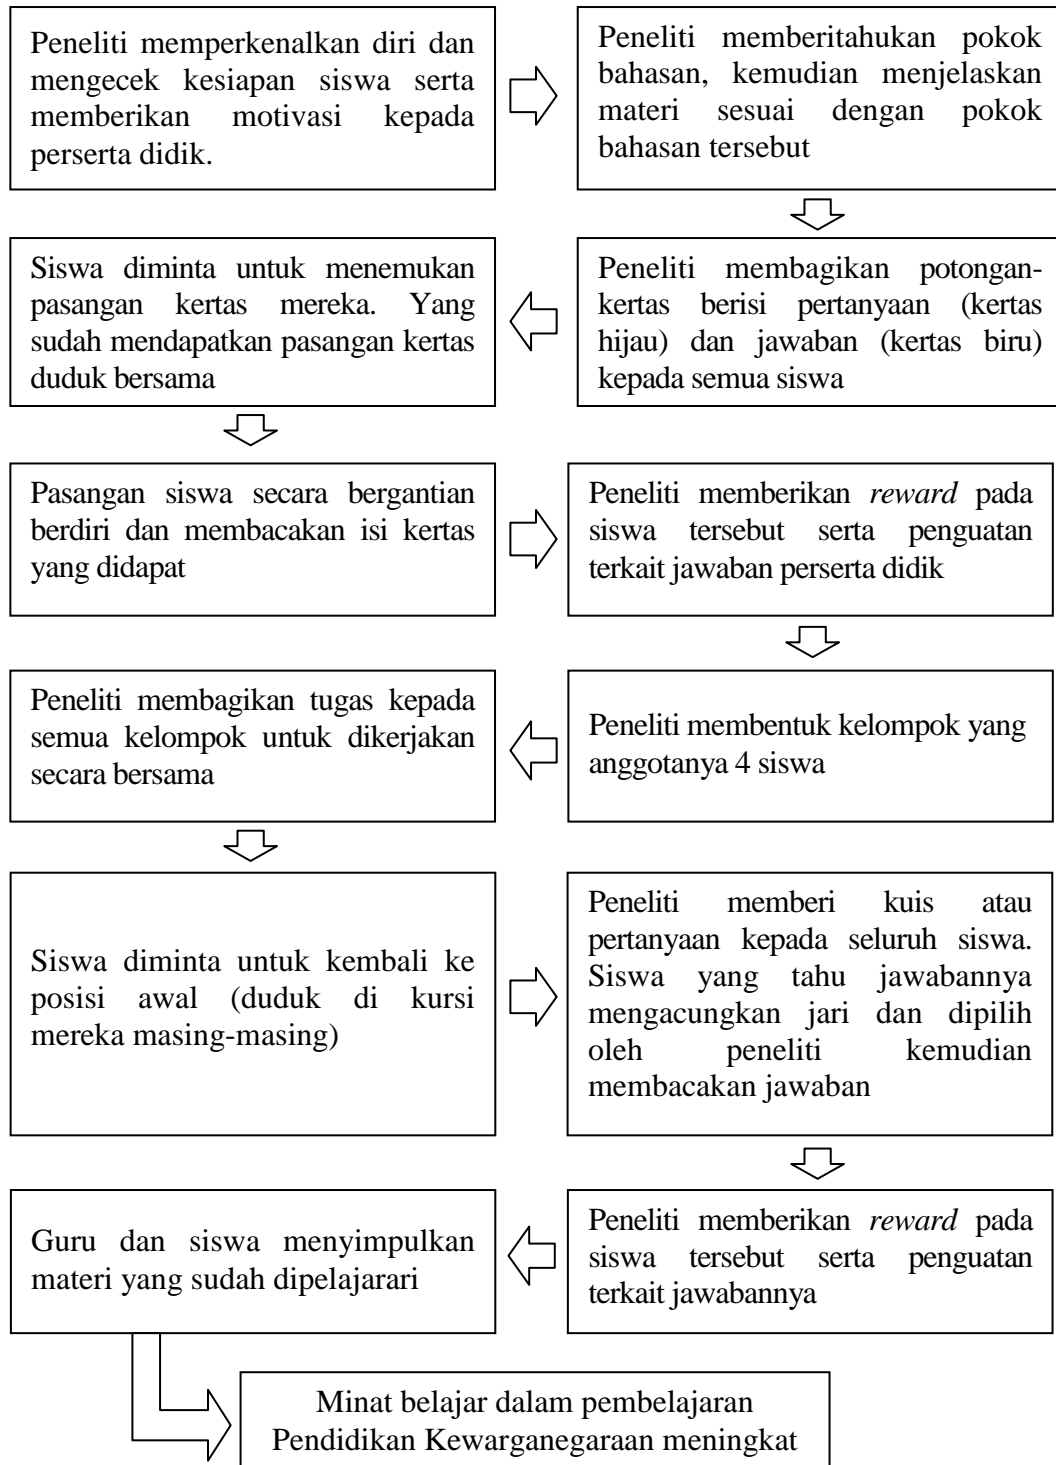 Peneliti memperkenalkan diri dan
mengecek kesiapan siswa serta
memberikan motivasi kepada
perserta didik.
Peneliti memberitahukan pokok
bahasan, kemudian menjelaskan
materi sesuai dengan pokok
bahasan tersebut
Peneliti membagikan potongan-
kertas berisi pertanyaan (kertas
hijau) dan jawaban (kertas biru)
kepada semua siswa
Siswa diminta untuk menemukan
pasangan kertas mereka. Yang
sudah mendapatkan pasangan kertas
duduk bersama
Pasangan siswa secara bergantian
berdiri dan membacakan isi kertas
yang didapat
Peneliti memberikan reward pada
siswa tersebut serta penguatan
terkait jawaban perserta didik
Peneliti membentuk kelompok yang
anggotanya 4 siswa
Peneliti membagikan tugas kepada
semua kelompok untuk dikerjakan
secara bersama
Siswa diminta untuk kembali ke
posisi awal (duduk di kursi
mereka masing-masing)
Peneliti memberi kuis atau
pertanyaan kepada seluruh siswa.
Siswa yang tahu jawabannya
mengacungkan jari dan dipilih
oleh peneliti kemudian
membacakan jawaban
Peneliti memberikan reward pada
siswa tersebut serta penguatan
terkait jawabannya
Guru dan siswa menyimpulkan
materi yang sudah dipelajarari
Minat belajar dalam pembelajaran
Pendidikan Kewarganegaraan meningkat